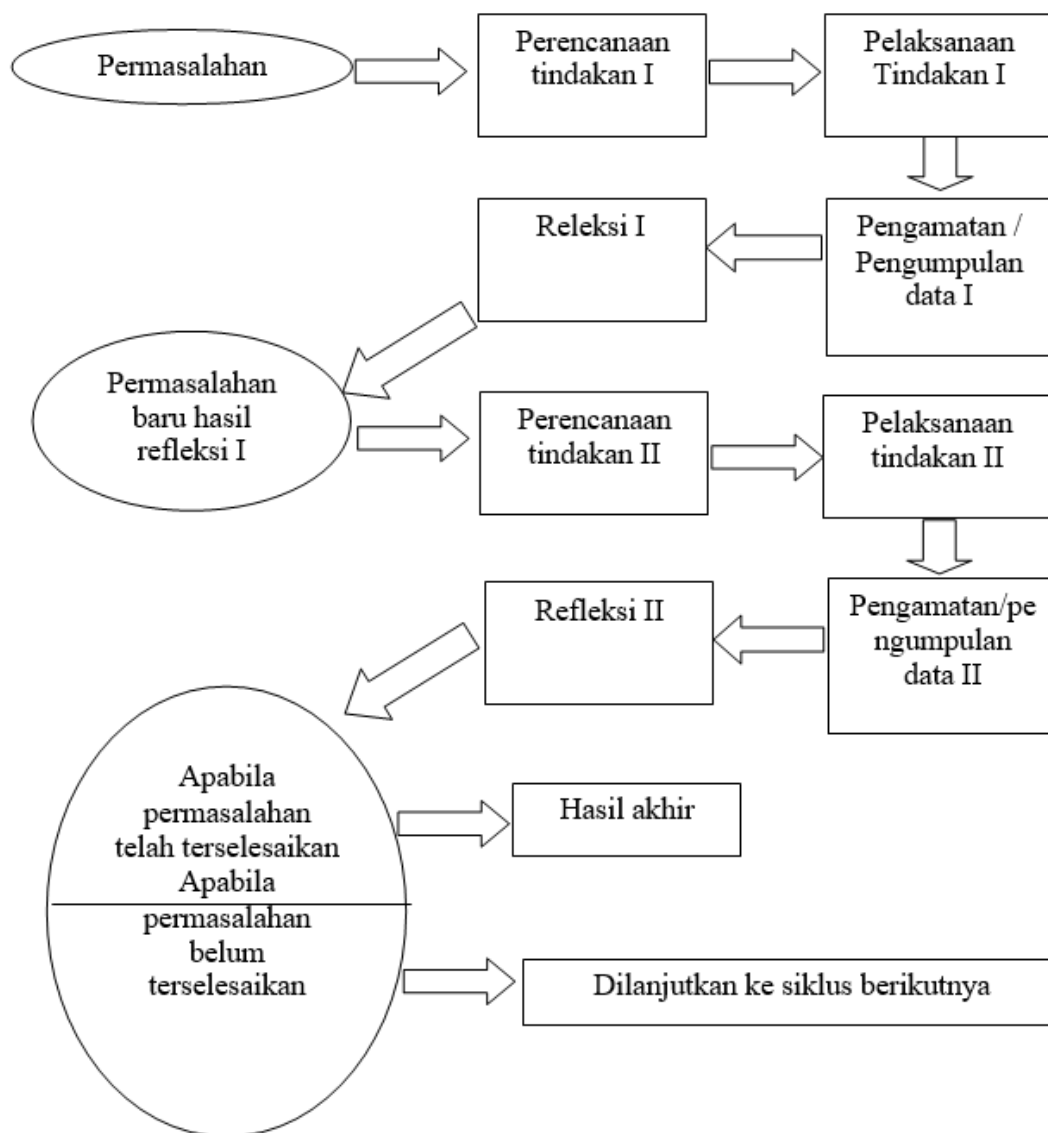 Permasalahan
Perencanaan
tindakan I
Pelaksanaan
Tindakan I
Pengamatan /
Pengumpulan
data I
Releksi I
Permasalahan
baru hasil
refleksi I
Perencanaan
tindakan II
Pelaksanaan
tindakan II
Pengamatan/pe
ngumpulan
data II
Refleksi II
Apabila
permasalahan
telah terselesaikan
Apabila
permasalahan
belum
terselesaikan
Hasil akhir
Dilanjutkan ke siklus berikutnya